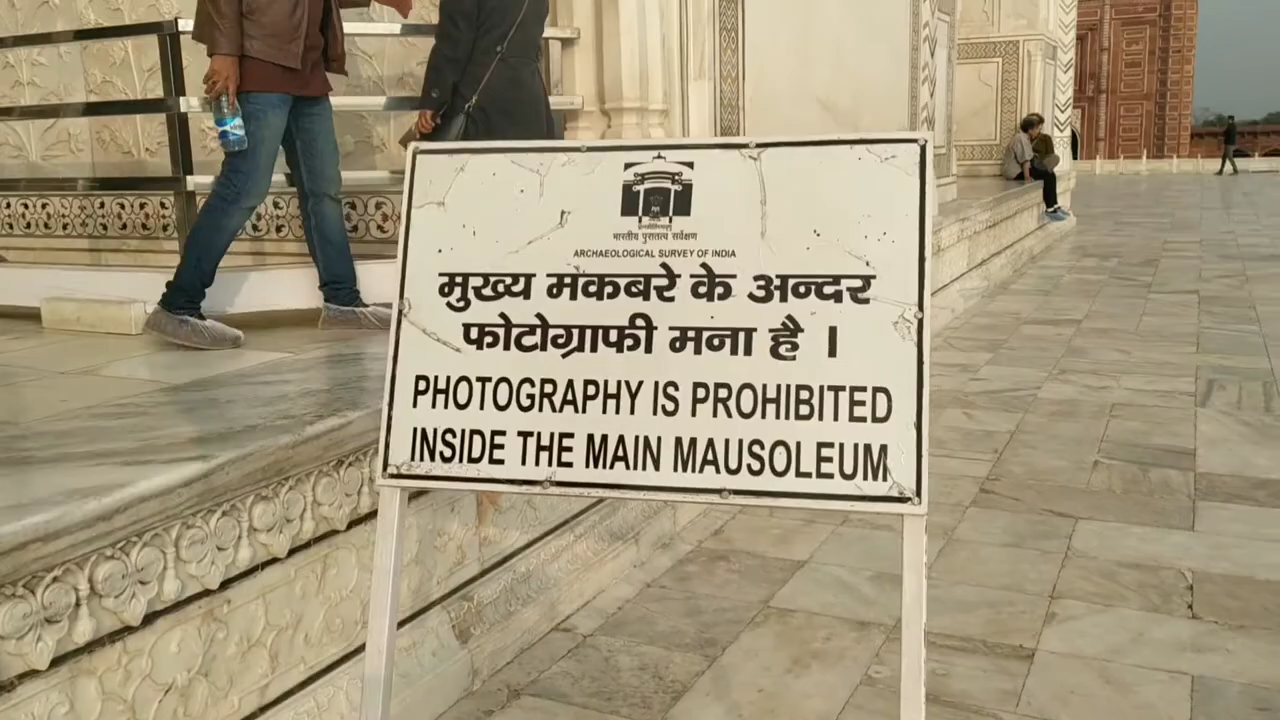 भारतीय पुरातत्व सर्वेक्षण
ARCHAEOLOGICAL SURVEY OF INDIA
मुख्य मकबरे के अन्दर
फोटोग्राफी मना है ।
PHOTOGRAPHY IS PROHIBITED
INSIDE THE MAIN MAUSOLEUM